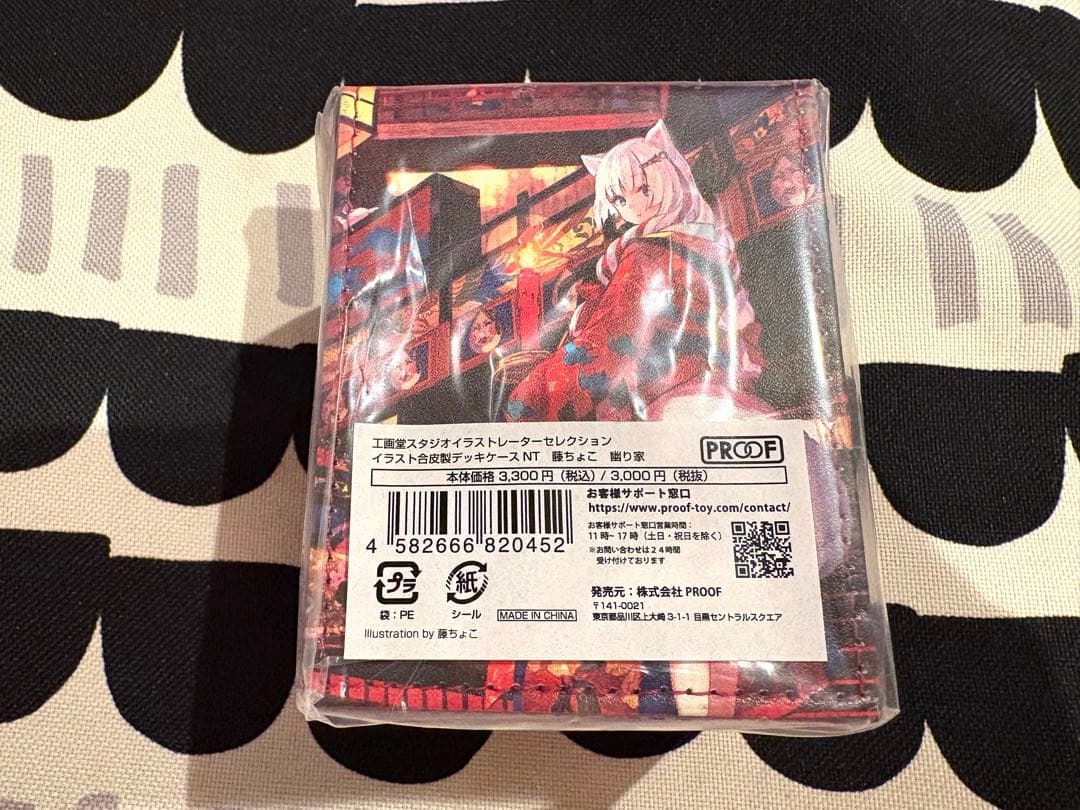 工画堂スタジオイラストレーターセレクション
イラスト合皮製デッキケースNT 藤ちょこ 幽り家
PROOF
本体価格 3,300円（税込）/ 3,000円（税抜）
4 582666 820452
お客様サポート窓口
https://www.proof-toy.com/contact/
お客様サポート窓口営業時間：
11時~17時（土日・祝日を除く）
※お問い合わせは24時間
受け付けております
プラ
袋：PE
紙
シール
MADE IN CHINA
発売元：株式会社 PROOF
〒141-0021
東京都品川区上大崎 3-1-1 目黒セントラルスクエア
Illustration by 藤ちょこ